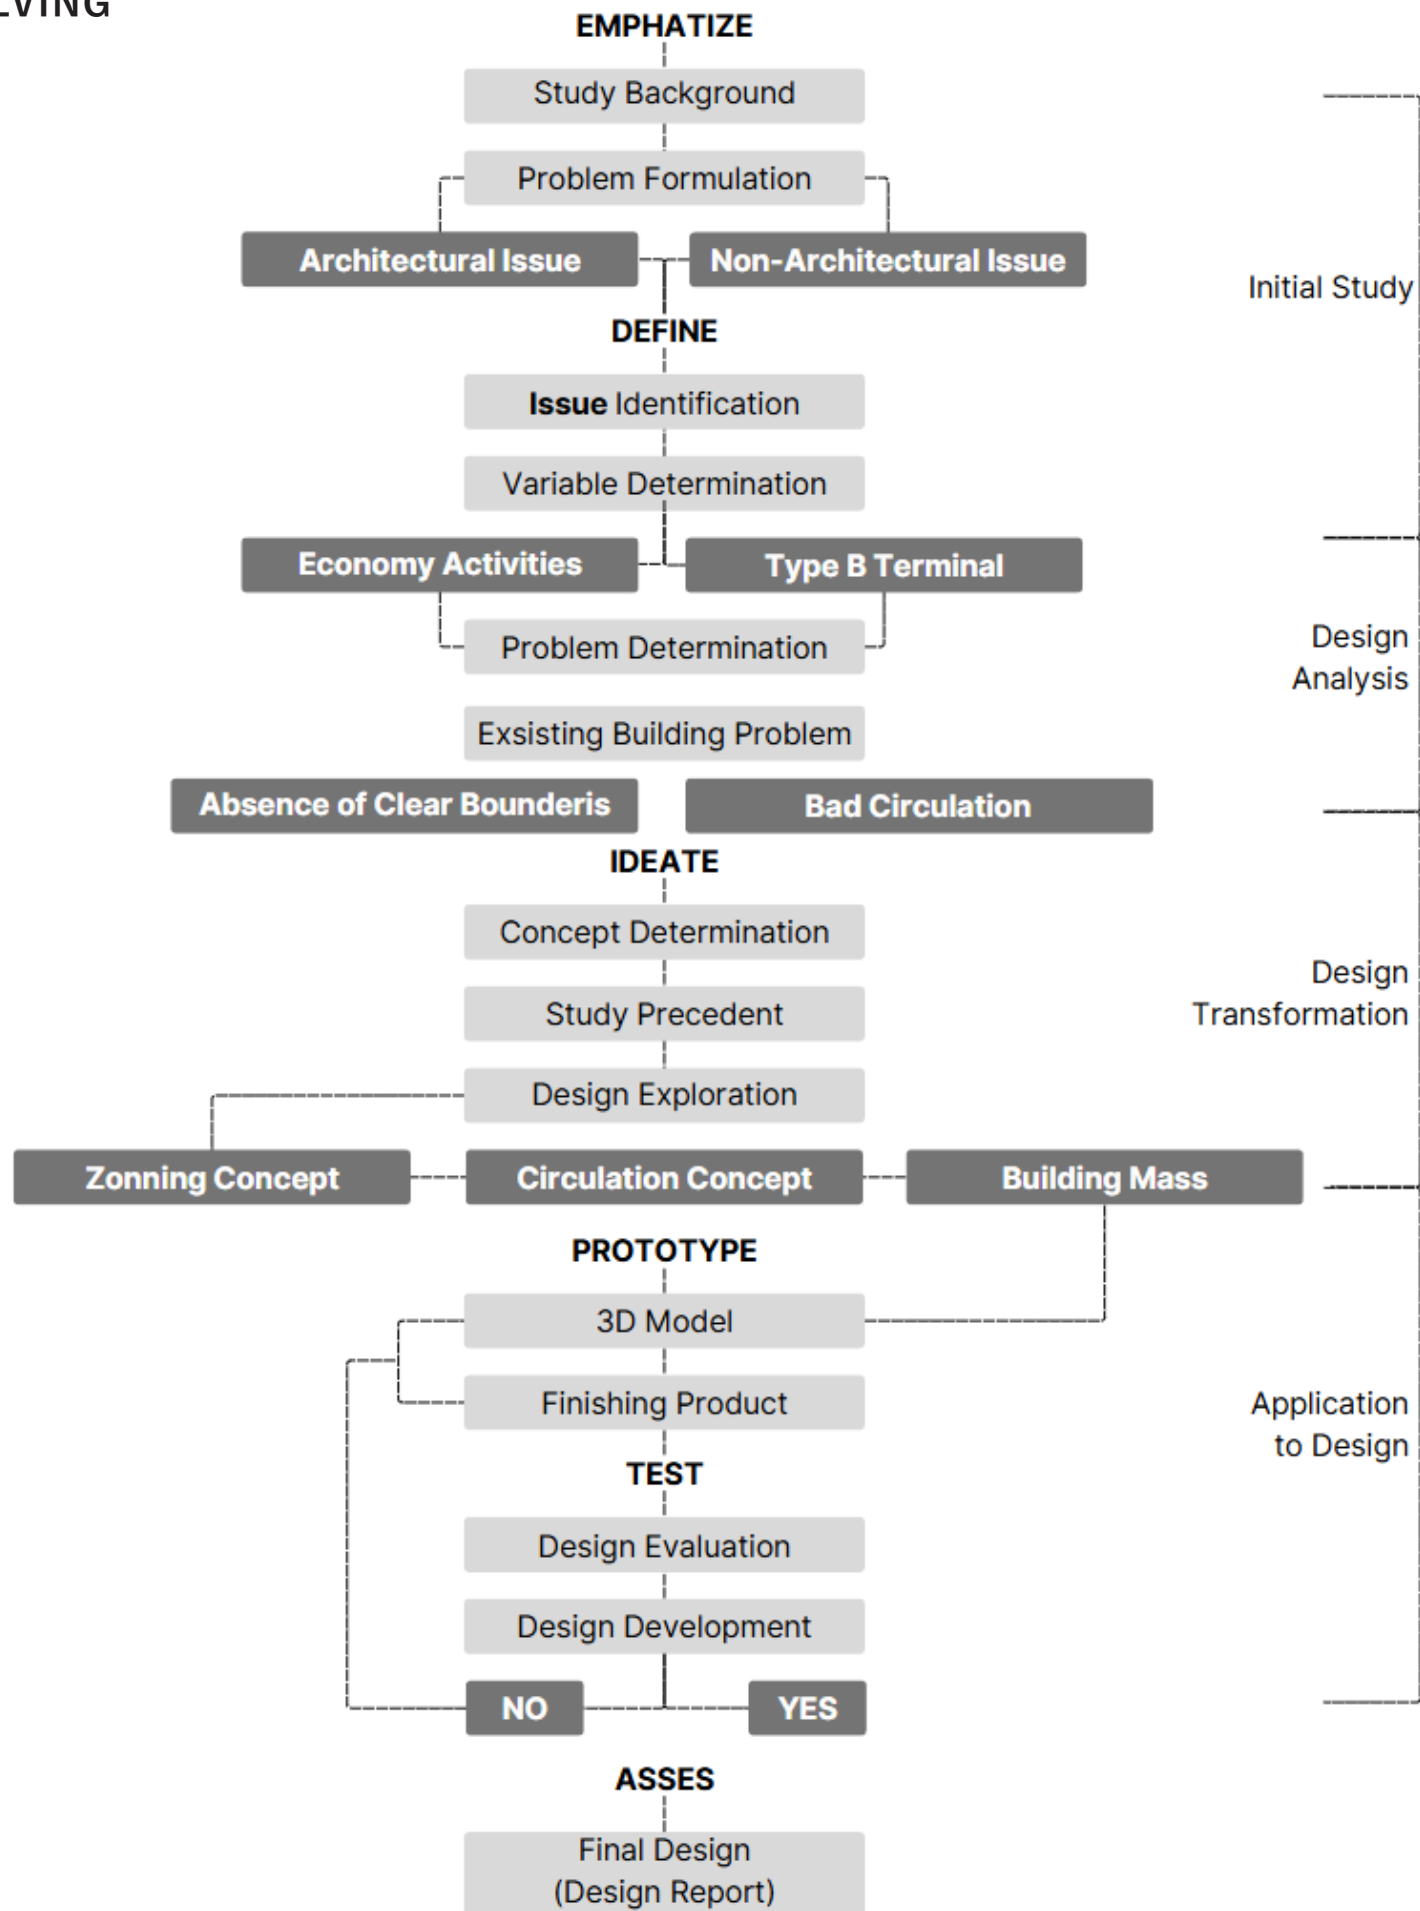 LVING
EMPHATIZE
Study Background
Problem Formulation
Architectural Issue
Non-Architectural Issue
Initial Study
DEFINE
Issue Identification
Variable Determination
Economy Activities
Type B Terminal
Problem Determination
Design
Analysis
Exsisting Building Problem
Absence of Clear Bounderis
Bad Circulation
IDEATE
Concept Determination
Study Precedent
Design
Transformation
Design Exploration
Zonning Concept
Circulation Concept
Building Mass
PROTOTYPE
3D Model
Finishing Product
Application
to Design
TEST
Design Evaluation
Design Development
NO
YES
ASSES
Final Design
(Design Report)